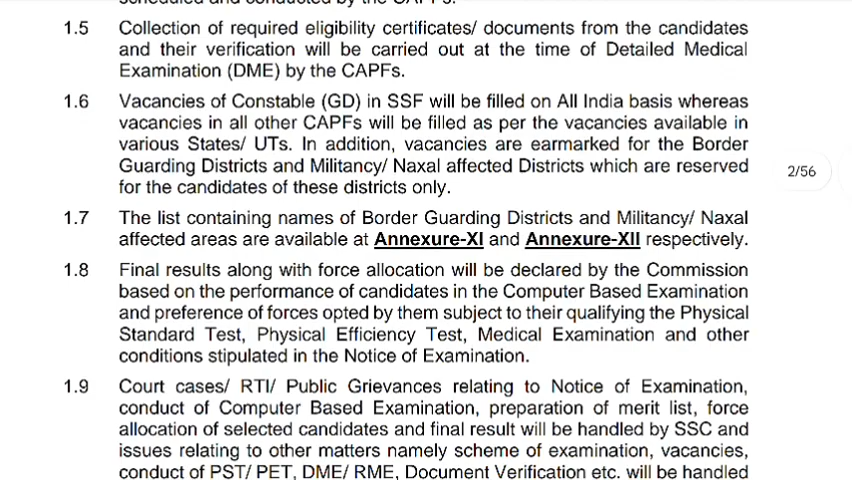 scheduled and conducted by the CAPFs.
1.5 Collection of required eligibility certificates/ documents from the candidates
and their verification will be carried out at the time of Detailed Medical
Examination (DME) by the CAPFs.
1.6 Vacancies of Constable (GD) in SSF will be filled on All India basis whereas
vacancies in all other CAPFs will be filled as per the vacancies available in
various States/ UTs. In addition, vacancies are earmarked for the Border
Guarding Districts and Militancy/ Naxal affected Districts which are reserved
for the candidates of these districts only.
2/56
1.7 The list containing names of Border Guarding Districts and Militancy/ Naxal
affected areas are available at Annexure-XI and Annexure-XII respectively.
1.8 Final results along with force allocation will be declared by the Commission
based on the performance of candidates in the Computer Based Examination
and preference of forces opted by them subject to their qualifying the Physical
Standard Test, Physical Efficiency Test, Medical Examination and other
conditions stipulated in the Notice of Examination.
1.9 Court cases/ RTI/ Public Grievances relating to Notice of Examination,
conduct of Computer Based Examination, preparation of merit list, force
allocation of selected candidates and final result will be handled by SSC and
issues relating to other matters namely scheme of examination, vacancies,
conduct of PST/ PET, DME/ RME, Document Verification etc. will be handled